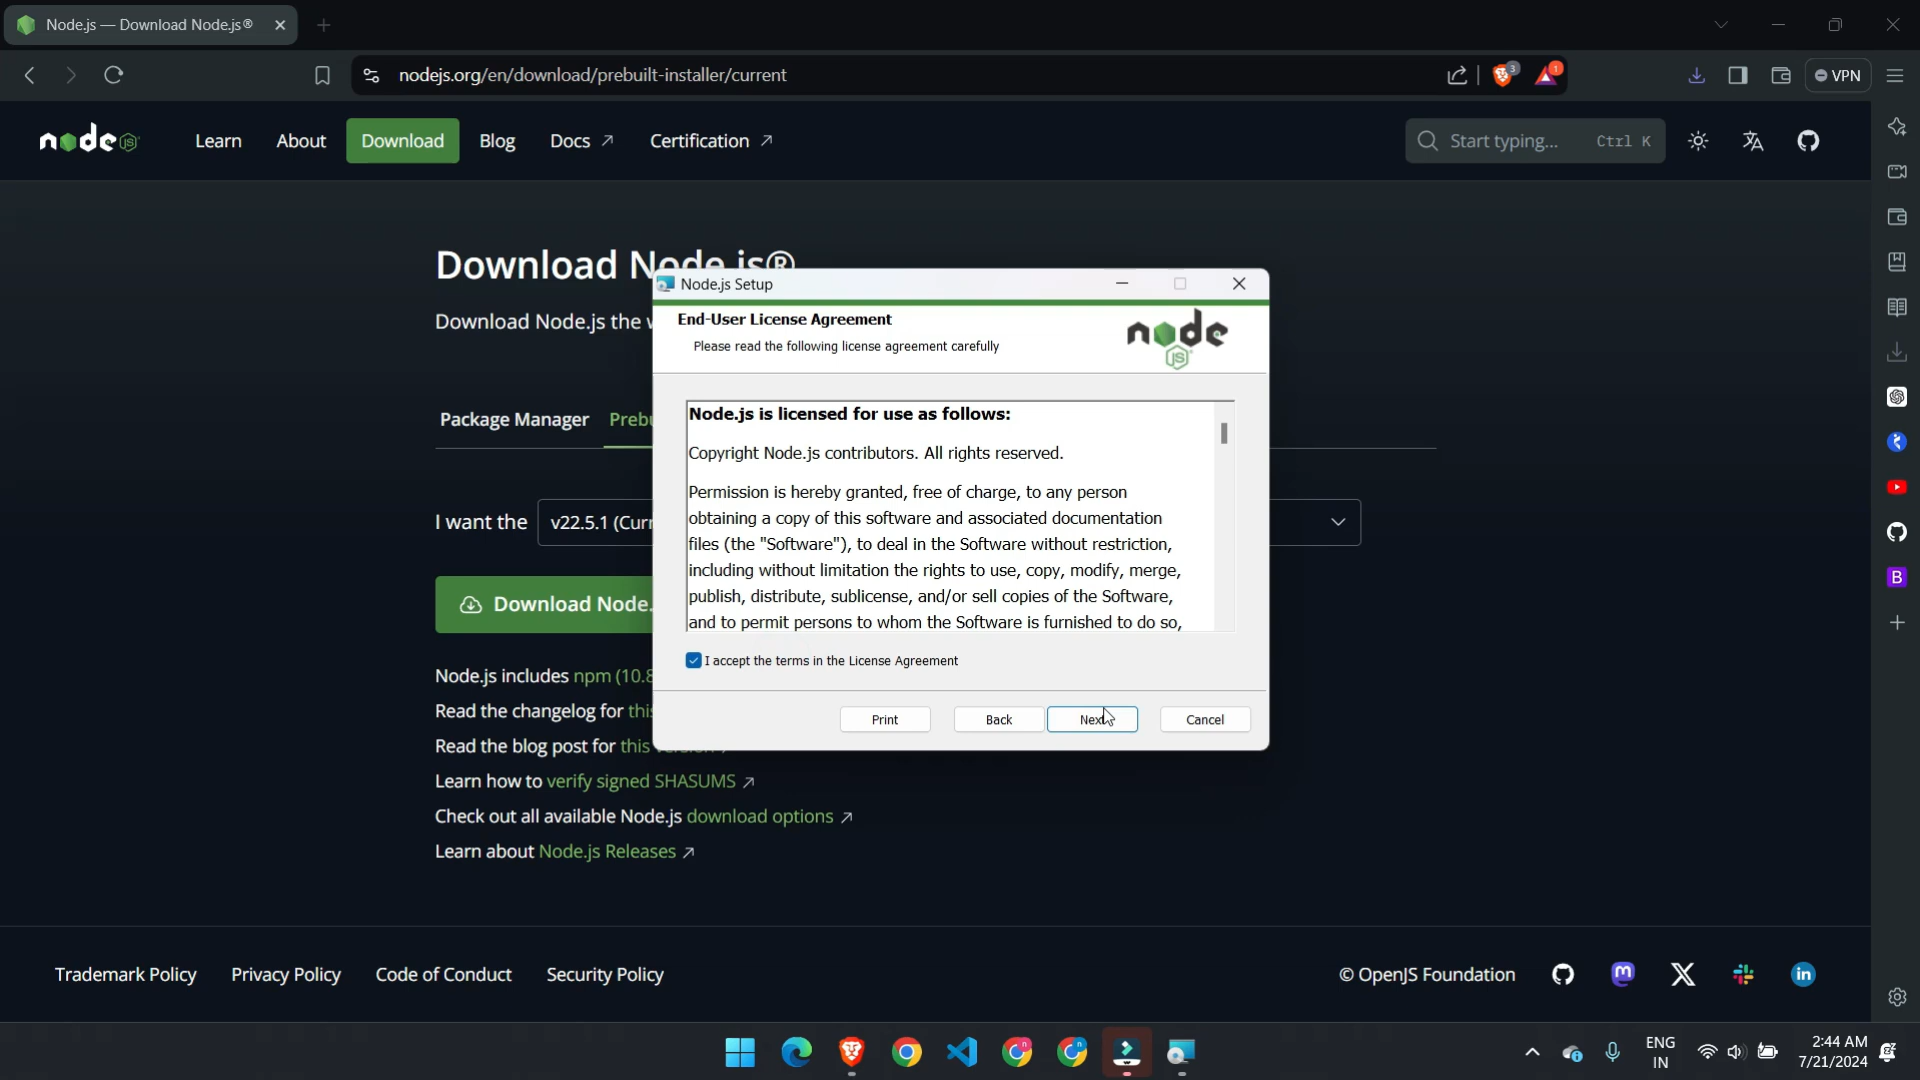 Node.js — Download Node.js®
nodejs.org/en/download/prebuilt-installer/current
3
1
VPN
node JS
Learn
About
Download
Blog
Docs
Certification
Start typing...
Ctrl K
Download Node.js®
Download Node.js the
Package Manager
I want the
v22.5.1
Download Node.
Node.js includes npm (10.8
Read the changelog for
Read the blog post for this version
Learn how to verify signed SHASUMS
Check out all available Node.js download options
Learn about Node.js Releases
Node.js Setup
End-User License Agreement
Please read the following license agreement carefully
node
JS
Node.js is licensed for use as follows:
Copyright Node.js contributors. All rights reserved.
Permission is hereby granted, free of charge, to any person
obtaining a copy of this software and associated documentation
files (the "Software"), to deal in the Software without restriction,
including without limitation the rights to use, copy, modify, merge,
publish, distribute, sublicense, and/or sell copies of the Software,
and to permit persons to whom the Software is furnished to do so,
I accept the terms in the License Agreement
Print
Back
Next
Cancel
B
Trademark Policy
Privacy Policy
Code of Conduct
Security Policy
© OpenJS Foundation
ENG
IN
2:44 AM
7/21/2024